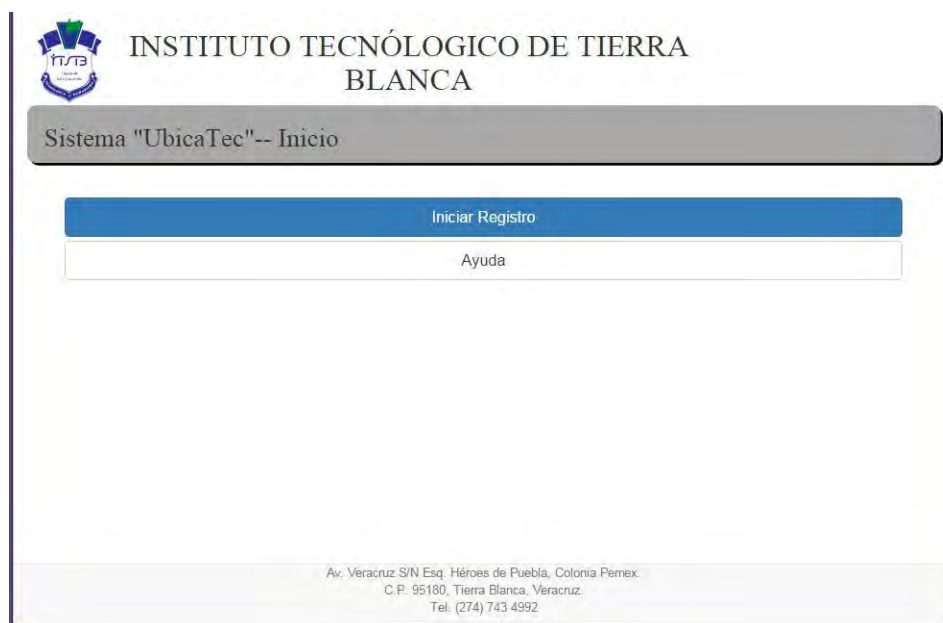 ITSTB
INSTITUTO TECNÓLOGICO DE TIERRA
BLANCA
Sistema "UbicaTec"-- Inicio
Iniciar Registro
Ayuda
Av. Veracruz S/N Esq. Héroes de Puebla, Colonia Pemex.
C.P. 95180, Tierra Blanca, Veracruz.
Tel. (274) 743 4992